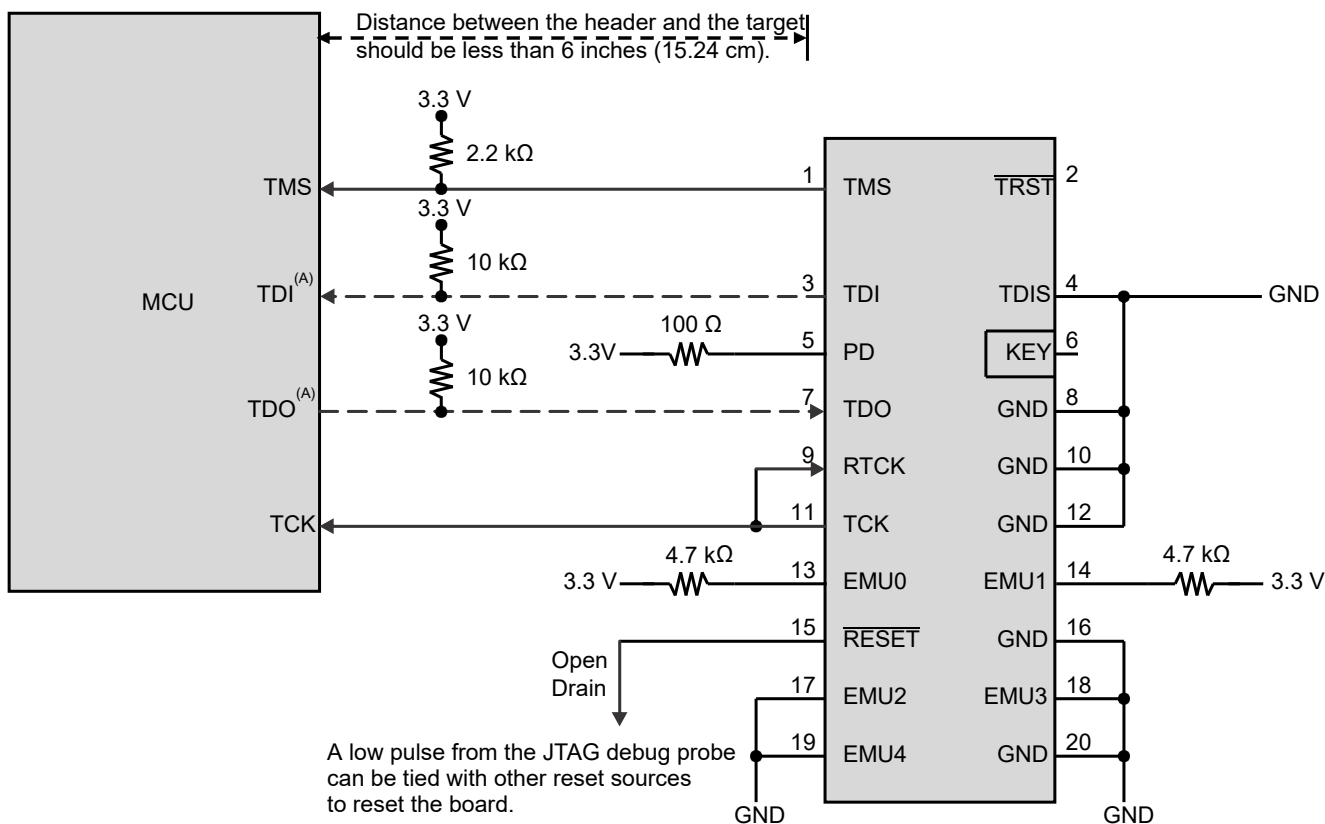 Distance between the header and the target
should be less than 6 inches (15.24 cm).
3.3 V
2.2 kΩ
TMS
1
TMS
TRST
2
3.3 V
10 kΩ
MCU
TDI(A)
3
TDI
TDIS
4
GND
3.3 V
100 Ω
3.3V
5
PD
KEY
6
10 kΩ
TDO(A)
7
TDO
GND
8
9
RTCK
GND
10
TCK
11
TCK
GND
12
4.7 kΩ
3.3 V
13
EMU0
EMU1
14
4.7 kΩ
3.3 V
15
RESET
GND
16
Open
Drain
17
EMU2
EMU3
18
A low pulse from the JTAG debug probe
can be tied with other reset sources
to reset the board.
19
EMU4
GND
20
GND
GND